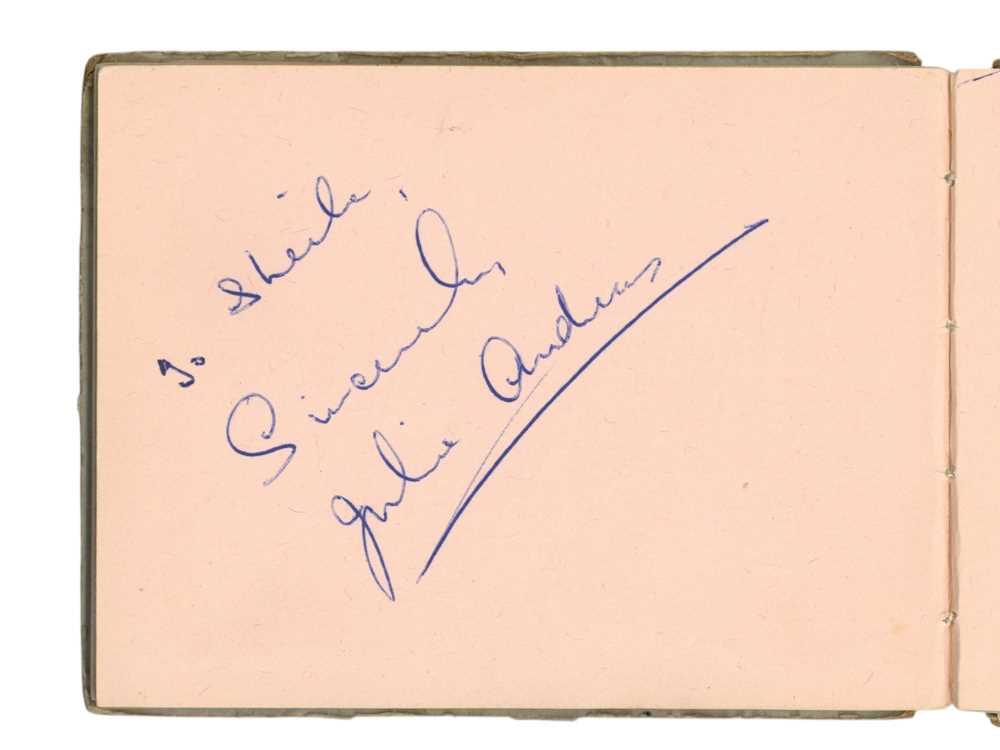 To Sheila,
Sincerely
Julie Andrews